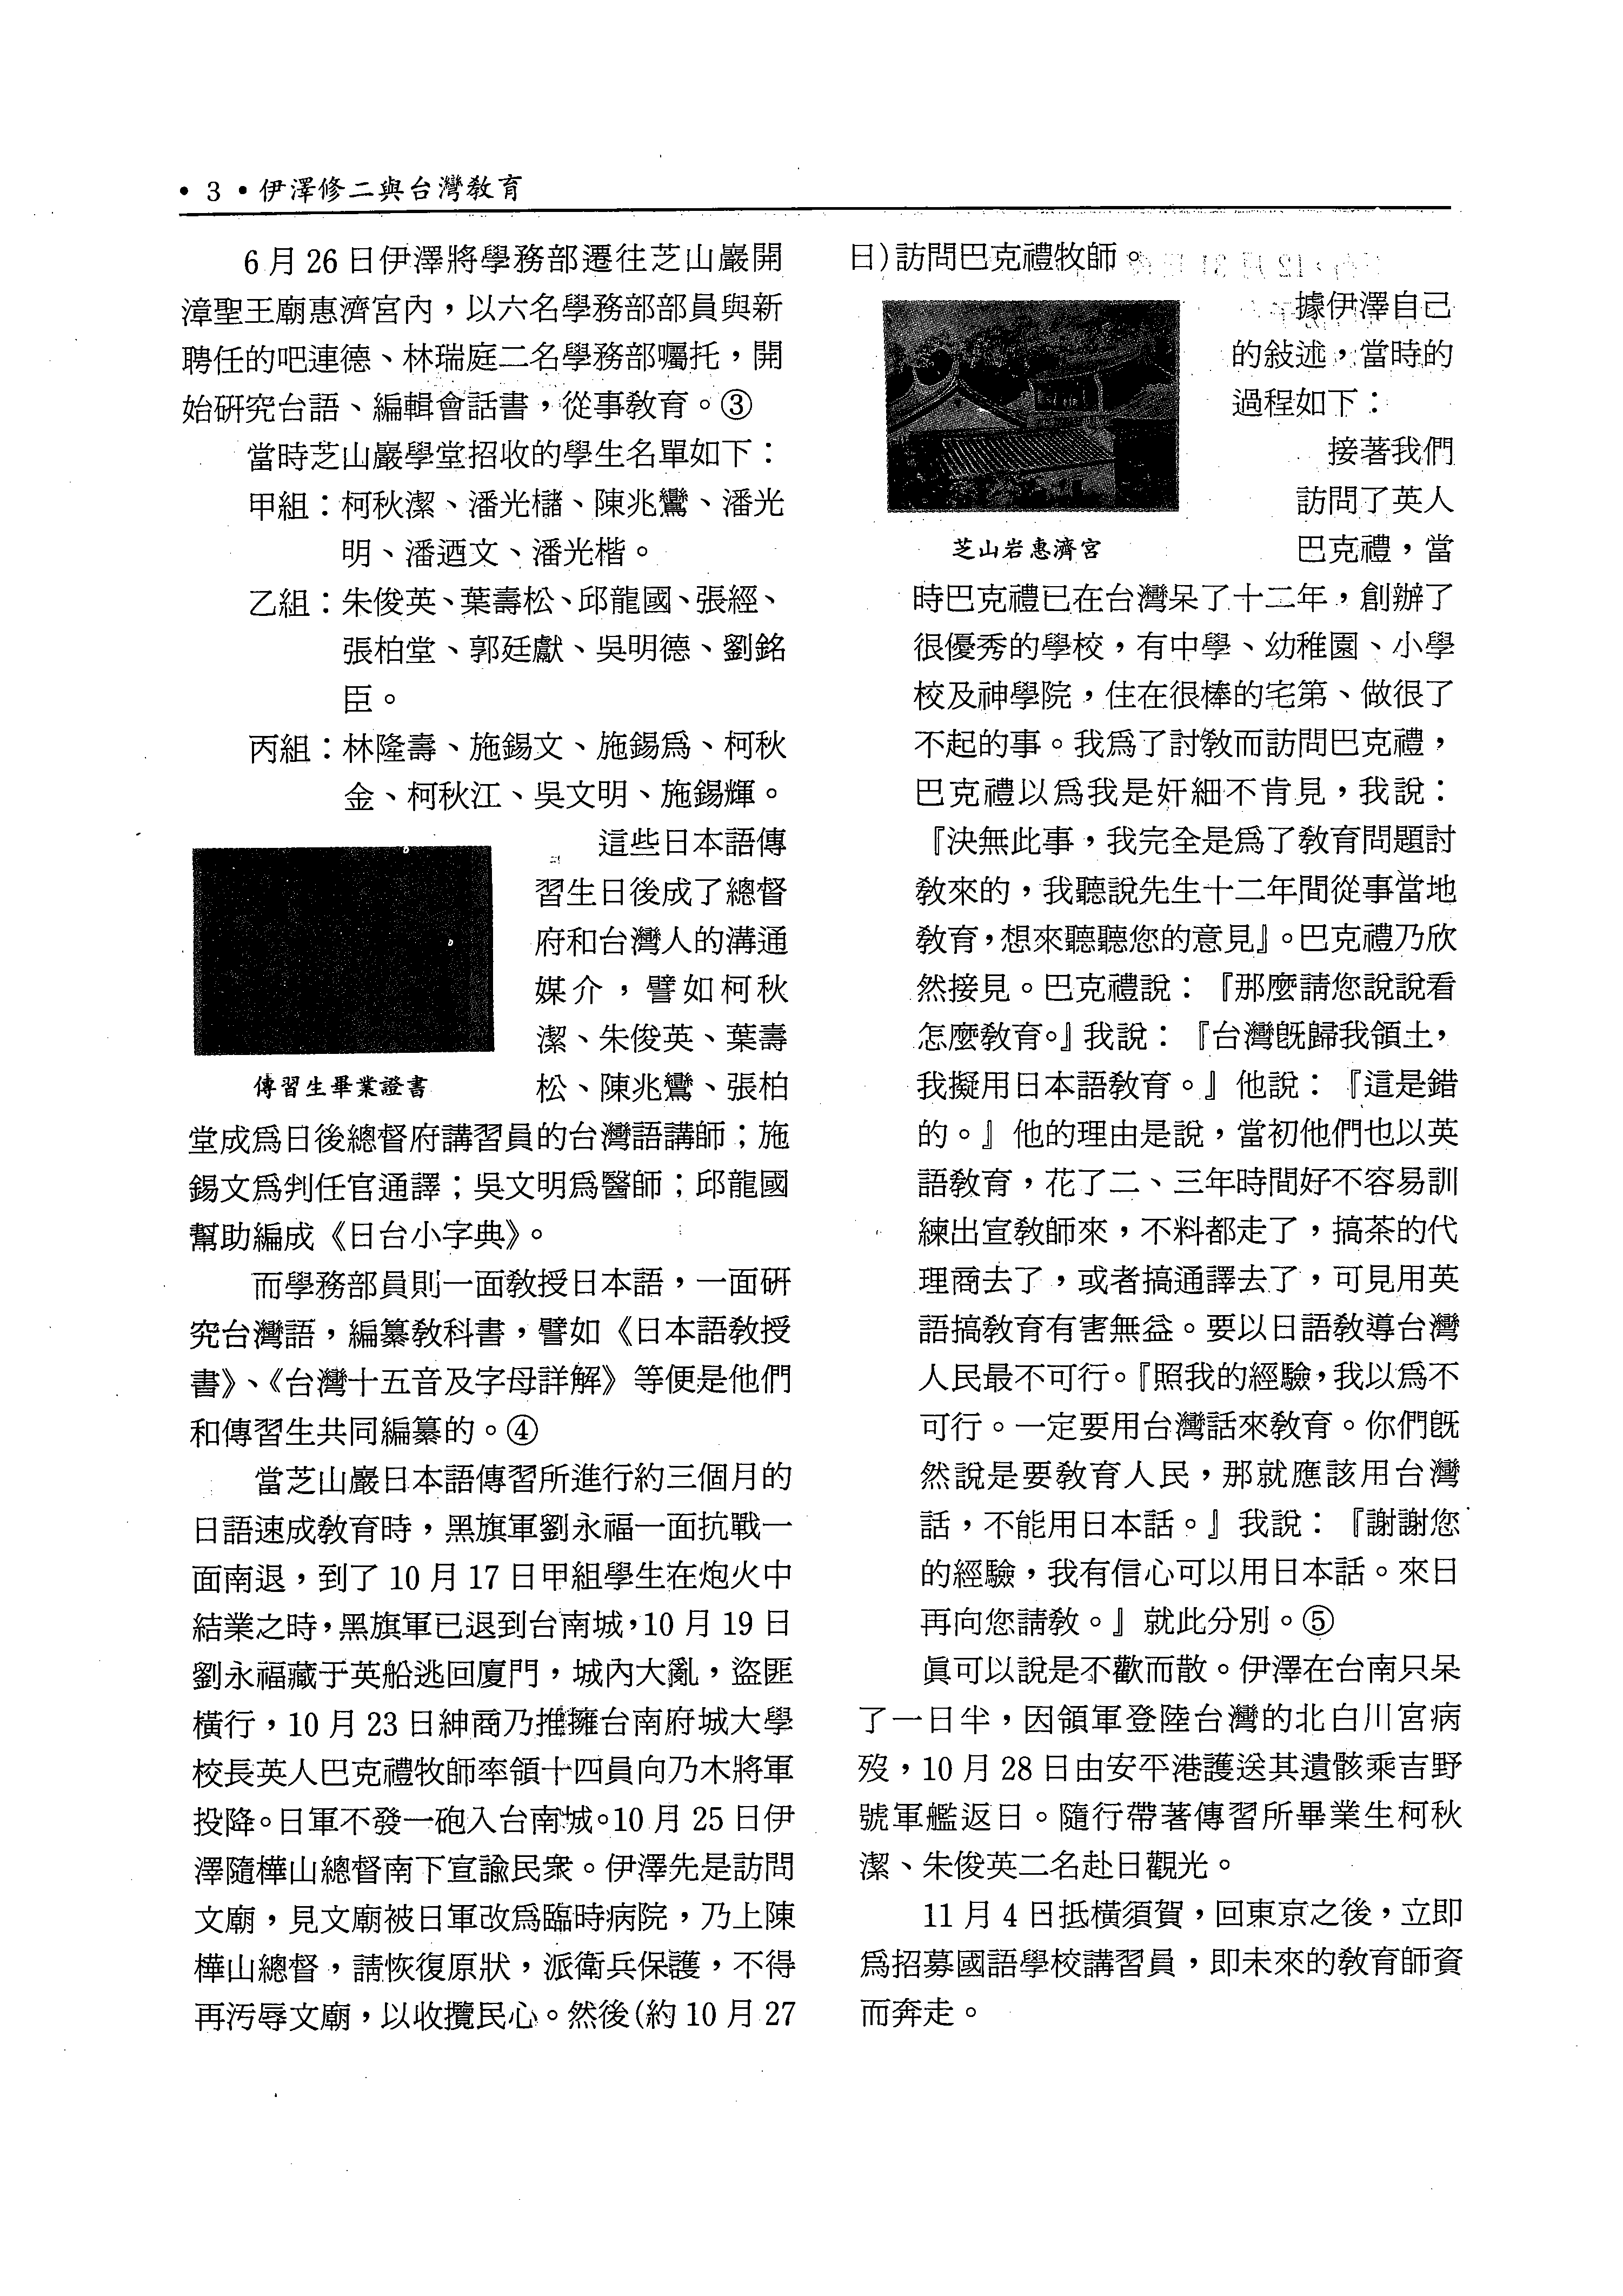 • 3 • 伊澤修二與台灣教育
6月26日伊澤將學務部遷往芝山巖開
漳聖王廟惠濟宮內，以六名學務部部員與新
聘任的吧連德、林瑞庭二名學務部囑托，開
始研究台語、編輯會話書，從事教育。③
當時芝山巖學堂招收的學生名單如下：
甲組：柯秋潔、潘光櫧、陳兆鸞、潘光
明、潘迺文、潘光楷。
乙組：朱俊英、葉壽松、邱龍國、張經、
張柏堂、郭廷獻、吳明德、劉銘
臣。
丙組：林隆壽、施錫文、施錫爲、柯秋
金、柯秋江、吳文明、施錫輝。
這些日本語傳
習生日後成了總督
府和台灣人的溝通
媒介，譬如柯秋
潔、朱俊英、葉壽
松、陳兆鸞、張柏
傳習生畢業證書
堂成爲日後總督府講習員的台灣語講師；施
錫文爲判任官通譯；吳文明爲醫師；邱龍國
幫助編成《日台小字典》。
而學務部員則一面教授日本語，一面研
究台灣語，編纂教科書，譬如《日本語教授
書》、《台灣十五音及字母詳解》等便是他們
和傳習生共同編纂的。④
當芝山巖日本語傳習所進行約三個月的
日語速成教育時，黑旗軍劉永福一面抗戰一
面南退，到了10月17日甲組學生在炮火中
結業之時，黑旗軍已退到台南城，10月19日
劉永福藏于英船逃回廈門，城內大亂，盜匪
橫行，10月23日紳商乃推擁台南府城大學
校長英人巴克禮牧師率領十四員向乃木將軍
投降。日軍不發一砲入台南城。10月25日伊
澤隨樺山總督南下宣諭民衆。伊澤先是訪問
文廟，見文廟被日軍改爲臨時病院，乃上陳
樺山總督，請恢復原狀，派衛兵保護，不得
再污辱文廟，以收攬民心。然後(約10月27
日)訪問巴克禮牧師。
據伊澤自己
的敍述，當時的
過程如下：
接著我們
訪問了英人
巴克禮，當
芝山岩惠濟宮
時巴克禮已在台灣呆了十二年，創辦了
很優秀的學校，有中學、幼稚園、小學
校及神學院，住在很棒的宅第、做很了
不起的事。我爲了討教而訪問巴克禮，
巴克禮以爲我是奸細不肯見，我說：
『決無此事，我完全是爲了教育問題討
教來的，我聽說先生十二年間從事當地
教育，想來聽聽您的意見』。巴克禮乃欣
然接見。巴克禮說：『那麼請您說說看
怎麼教育。』我說：『台灣既歸我領土，
我擬用日本語教育。』他說：『這是錯
的。』他的理由是說，當初他們也以英
語教育，花了二、三年時間好不容易訓
練出宣教師來，不料都走了，搞茶的代
理商去了，或者搞通譯去了，可見用英
語搞教育有害無益。要以日語教導台灣
人民最不可行。『照我的經驗，我以爲不
可行。一定要用台灣話來教育。你們既
然說是要教育人民，那就應該用台灣
話，不能用日本話。』我說：『謝謝您
的經驗，我有信心可以用日本話。來日
再向您請教。』就此分別。⑤
眞可以說是不歡而散。伊澤在台南只呆
了一日半，因領軍登陸台灣的北白川宮病
歿，10月28日由安平港護送其遺骸乘吉野
號軍艦返日。隨行帶著傳習所畢業生柯秋
潔、朱俊英二名赴日觀光。
11月4日抵橫須賀，回東京之後，立即
爲招募國語學校講習員，即未來的教育師資
而奔走。